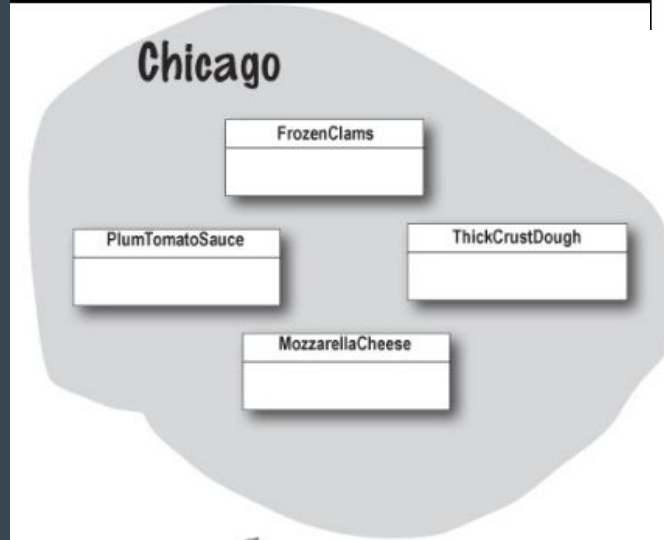 Chicago
FrozenClams
PlumTomatoSauce
ThickCrustDough
MozzarellaCheese